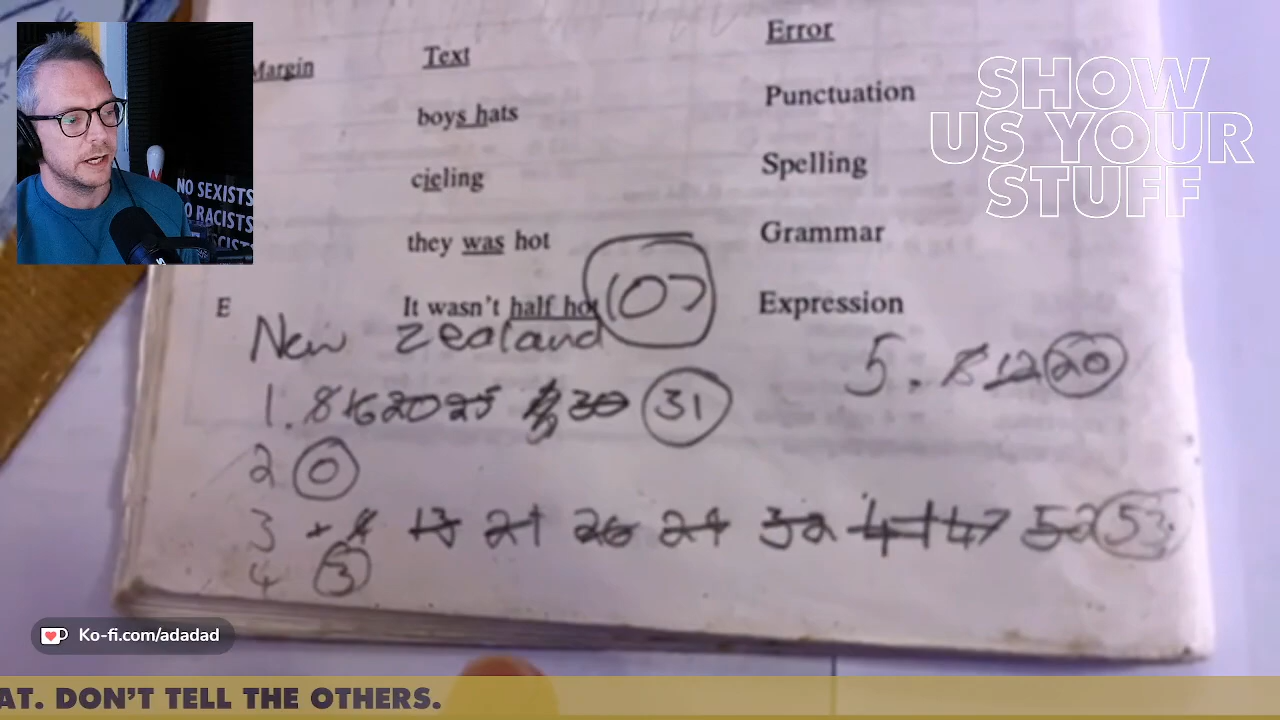 Margin Text Error
boys hats Punctuation
cieling Spelling
they was hot Grammar
E It wasn't half hot Expression
107
New Zealand
1. 8 16 20 25 30 31
2 0
3 13 21 26 29 32 41 47 52 53
4 3
5. 8 12 20
SHOW
US YOUR
STUFF
NO SEXISTS
O RACISTS
SCIST
Ko-fi.com/adadad
AT. DON'T TELL THE OTHERS.